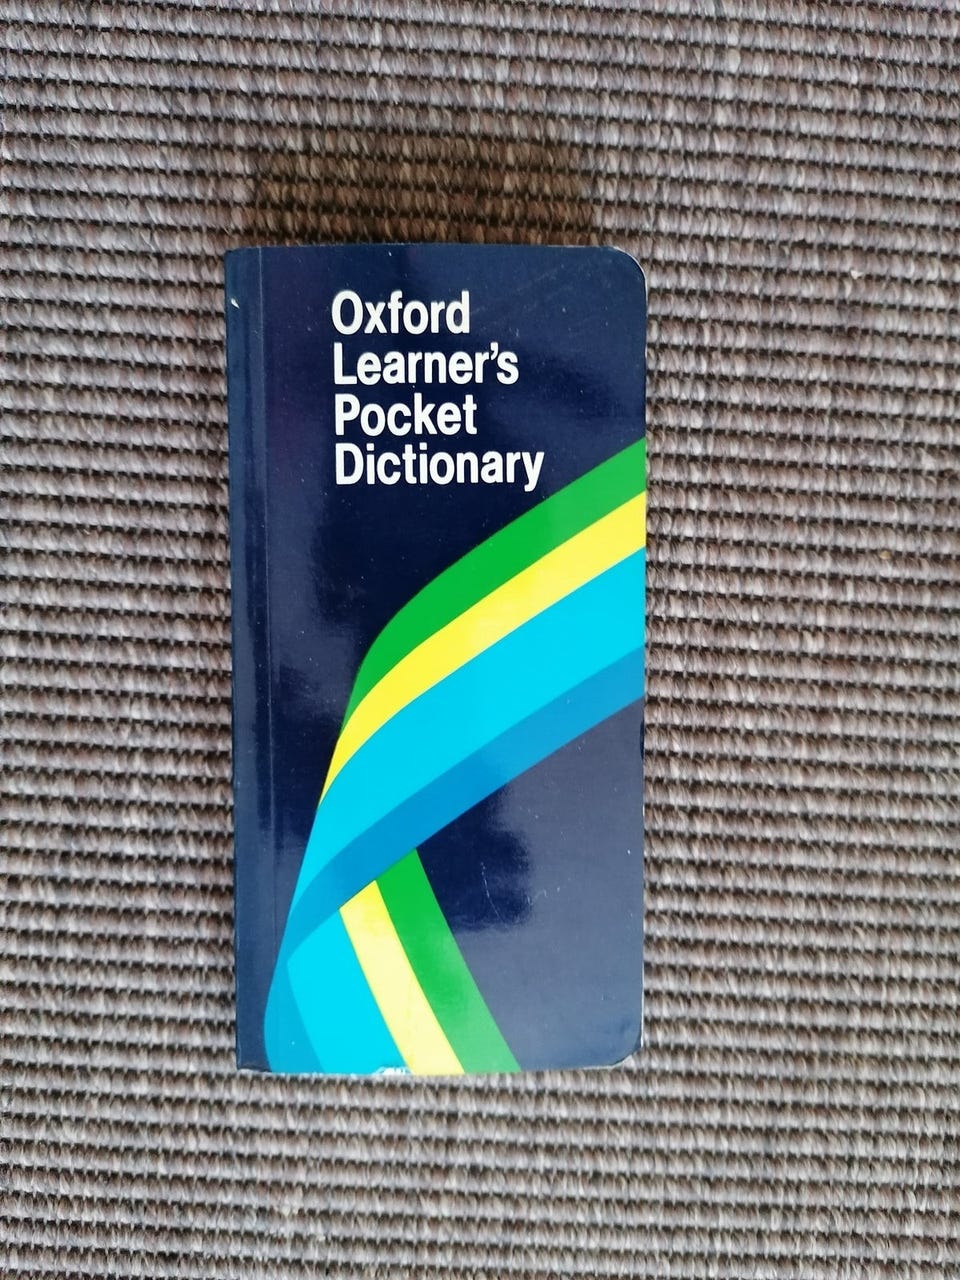 Oxford
Learner's
Pocket
Dictionary